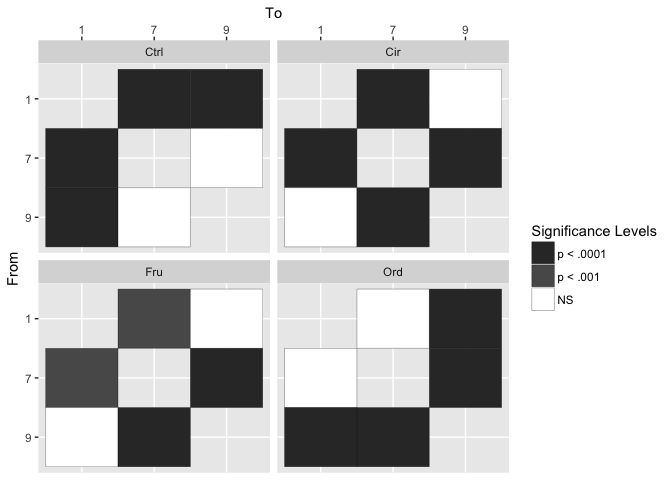 To
1 7 9 1 7 9
Ctrl Cir
1
7
9
From
Fru Ord
1
7
9
Significance Levels
p < .0001
p < .001
NS